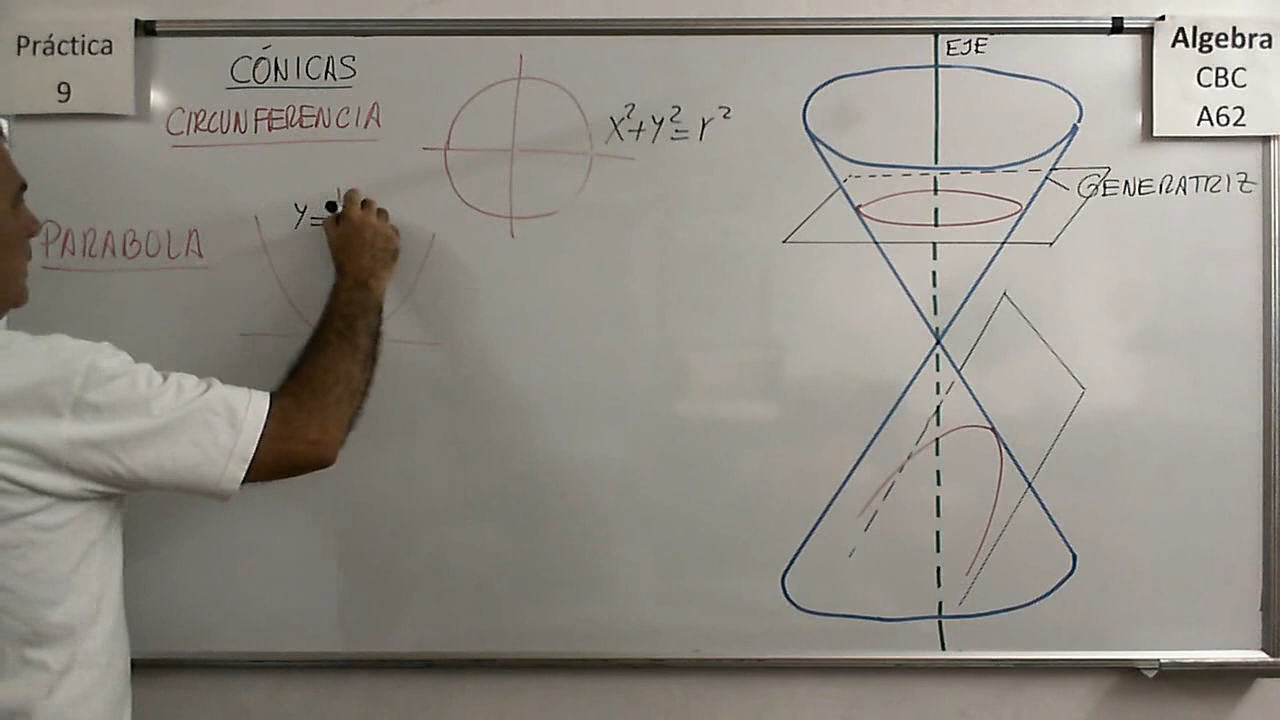 Práctica
9
CÓNICAS
CIRCUNFERENCIA
X²+Y²=r²
PARABOLA
Y=
EJE
GENERATRIZ
Algebra
CBC
A62